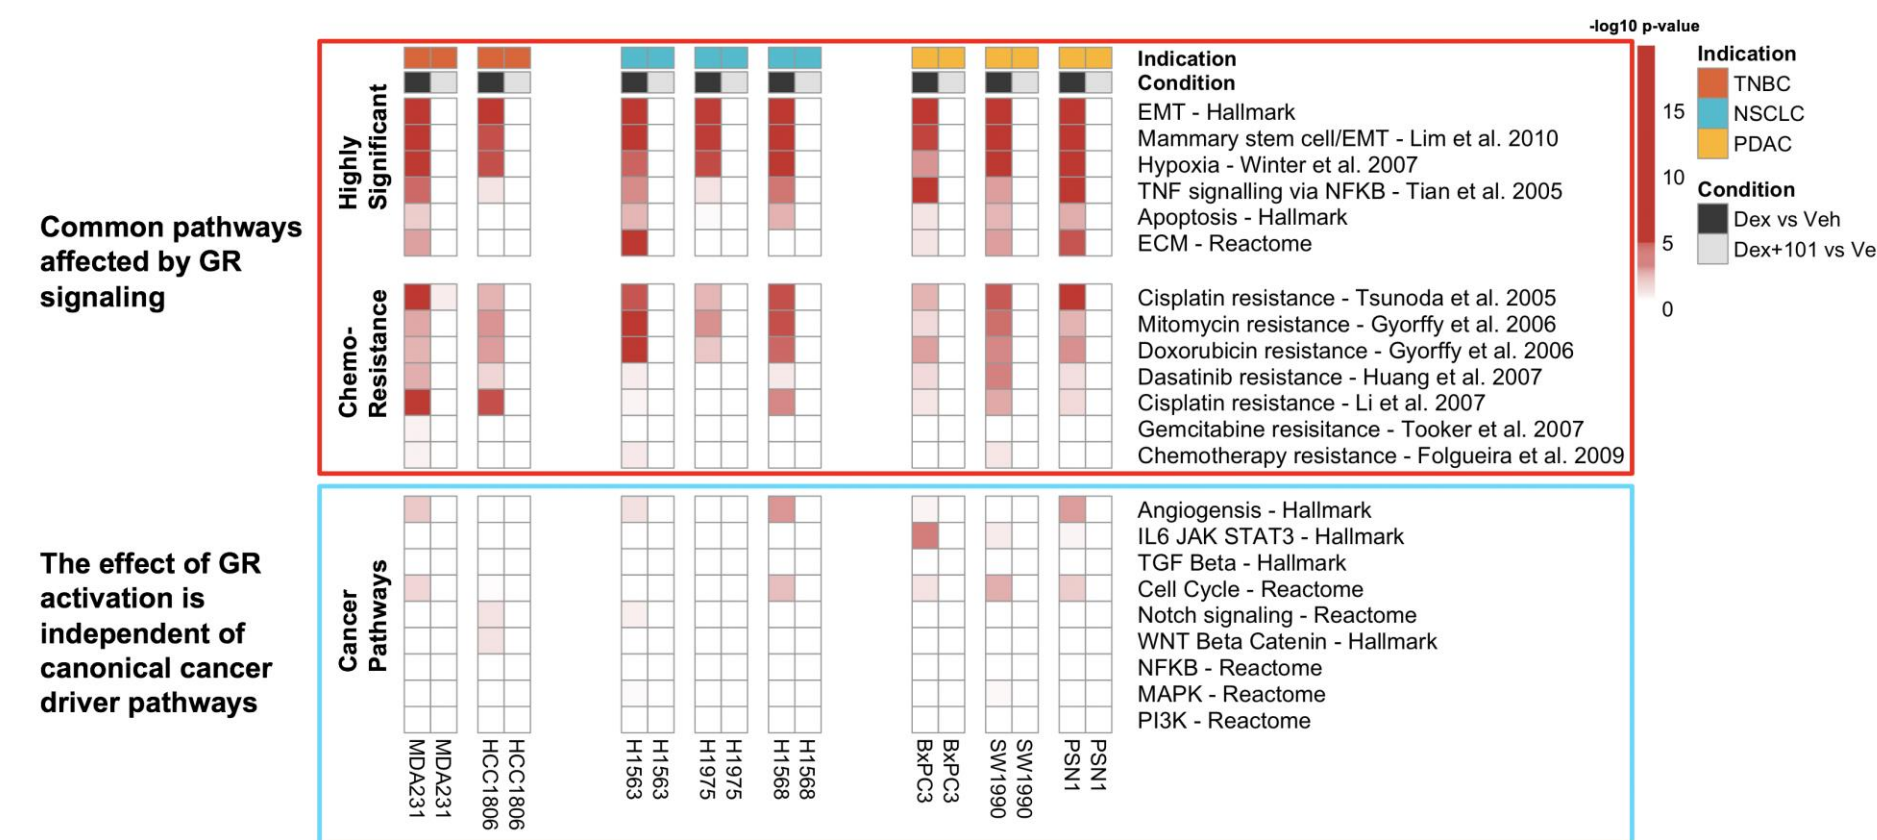 -log10 p-value
15
10
5
0
Indication
TNBC
NSCLC
PDAC
Condition
Dex vs Veh
Dex+101 vs Ve
Common pathways
affected by GR
signaling
Highly
Significant
Indication
Condition
EMT - Hallmark
Mammary stem cell/EMT - Lim et al. 2010
Hypoxia - Winter et al. 2007
TNF signalling via NFKB - Tian et al. 2005
Apoptosis - Hallmark
ECM - Reactome
Chemo-
Resistance
Cisplatin resistance - Tsunoda et al. 2005
Mitomycin resistance - Gyorffy et al. 2006
Doxorubicin resistance - Gyorffy et al. 2006
Dasatinib resistance - Huang et al. 2007
Cisplatin resistance - Li et al. 2007
Gemcitabine resisitance - Tooker et al. 2007
Chemotherapy resistance - Folgueira et al. 2009
The effect of GR
activation is
independent of
canonical cancer
driver pathways
Cancer
Pathways
Angiogensis - Hallmark
IL6 JAK STAT3 - Hallmark
TGF Beta - Hallmark
Cell Cycle - Reactome
Notch signaling - Reactome
WNT Beta Catenin - Hallmark
NFKB - Reactome
MAPK - Reactome
PI3K - Reactome
MDA231
MDA231
HCC1806
HCC1806
H1563
H1563
H1975
H1975
H1568
H1568
BxPC3
BxPC3
SW1990
SW1990
PSN1
PSN1